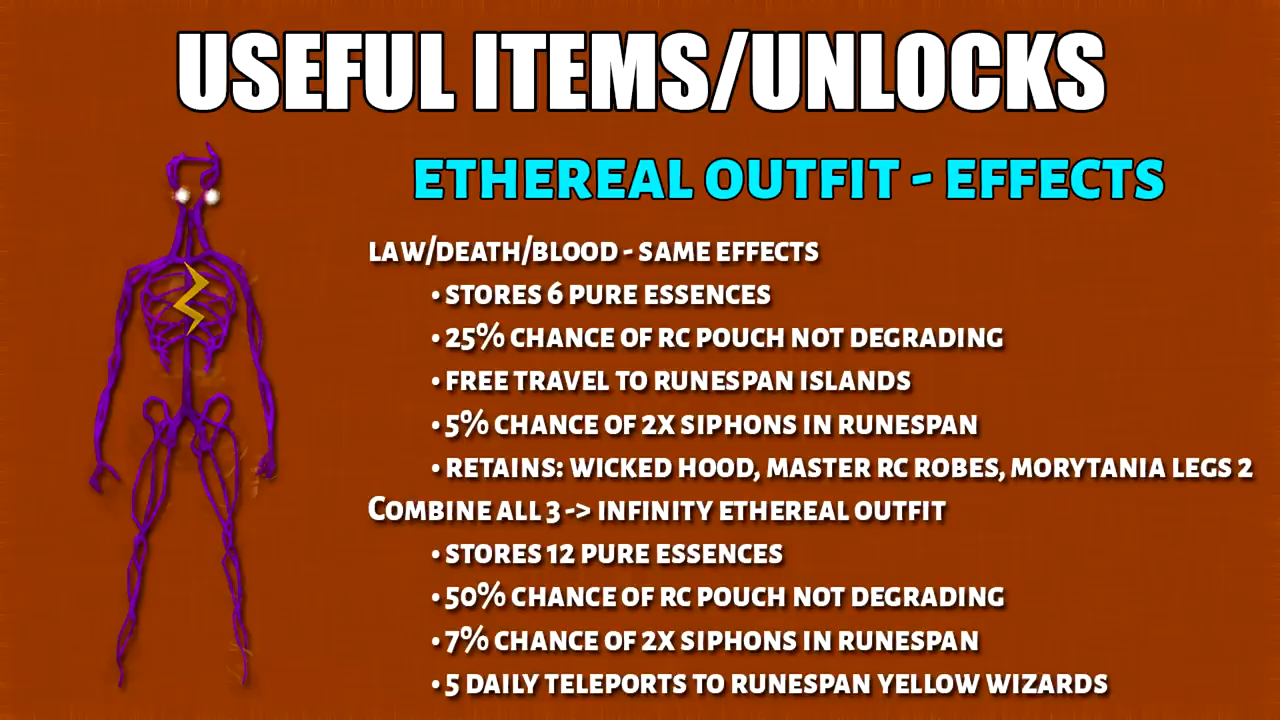 USEFUL ITEMS/UNLOCKS
ETHEREAL OUTFIT - EFFECTS
LAW/DEATH/BLOOD - SAME EFFECTS
• STORES 6 PURE ESSENCES
• 25% CHANCE OF RC POUCH NOT DEGRADING
• FREE TRAVEL TO RUNESPAN ISLANDS
• 5% CHANCE OF 2X SIPHONS IN RUNESPAN
• RETAINS: WICKED HOOD, MASTER RC ROBES, MORYTANIA LEGS 2
COMBINE ALL 3 -> INFINITY ETHEREAL OUTFIT
• STORES 12 PURE ESSENCES
• 50% CHANCE OF RC POUCH NOT DEGRADING
• 7% CHANCE OF 2X SIPHONS IN RUNESPAN
• 5 DAILY TELEPORTS TO RUNESPAN YELLOW WIZARDS